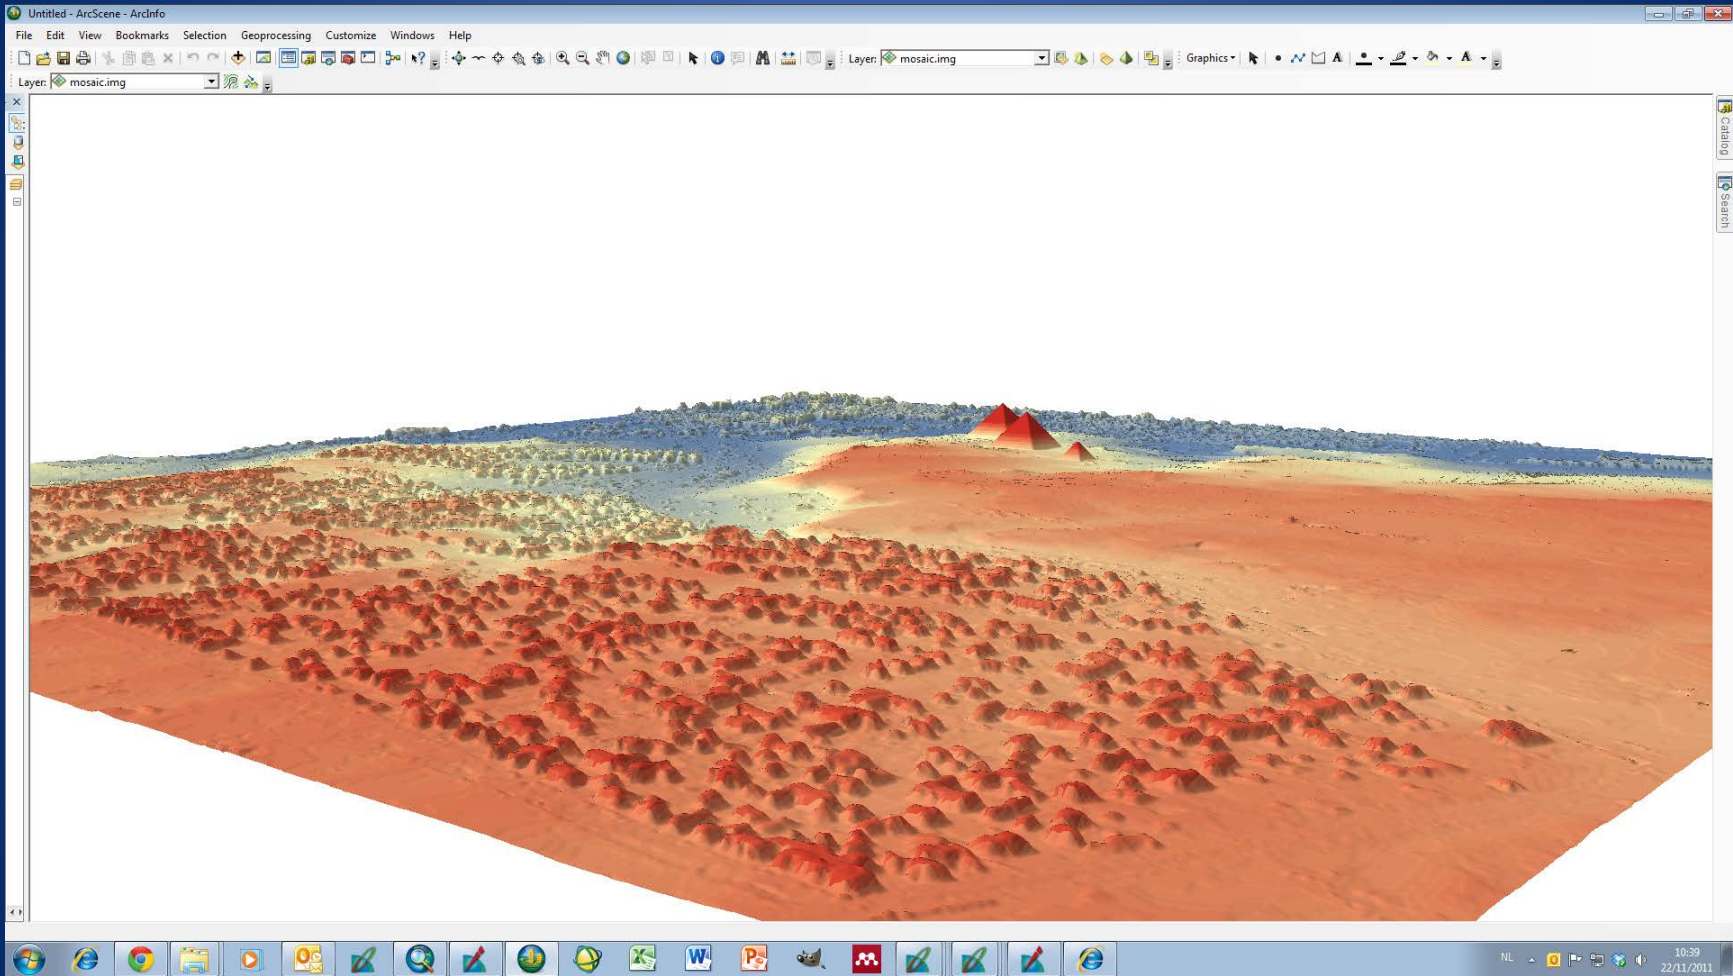 Untitled - ArcScene - ArcInfo
File Edit View Bookmarks Selection Geoprocessing Customize Windows Help
Layer: mosaic.img Graphics A A
Layer: mosaic.img
Catalog
Search
NL 10:39
22/11/2011